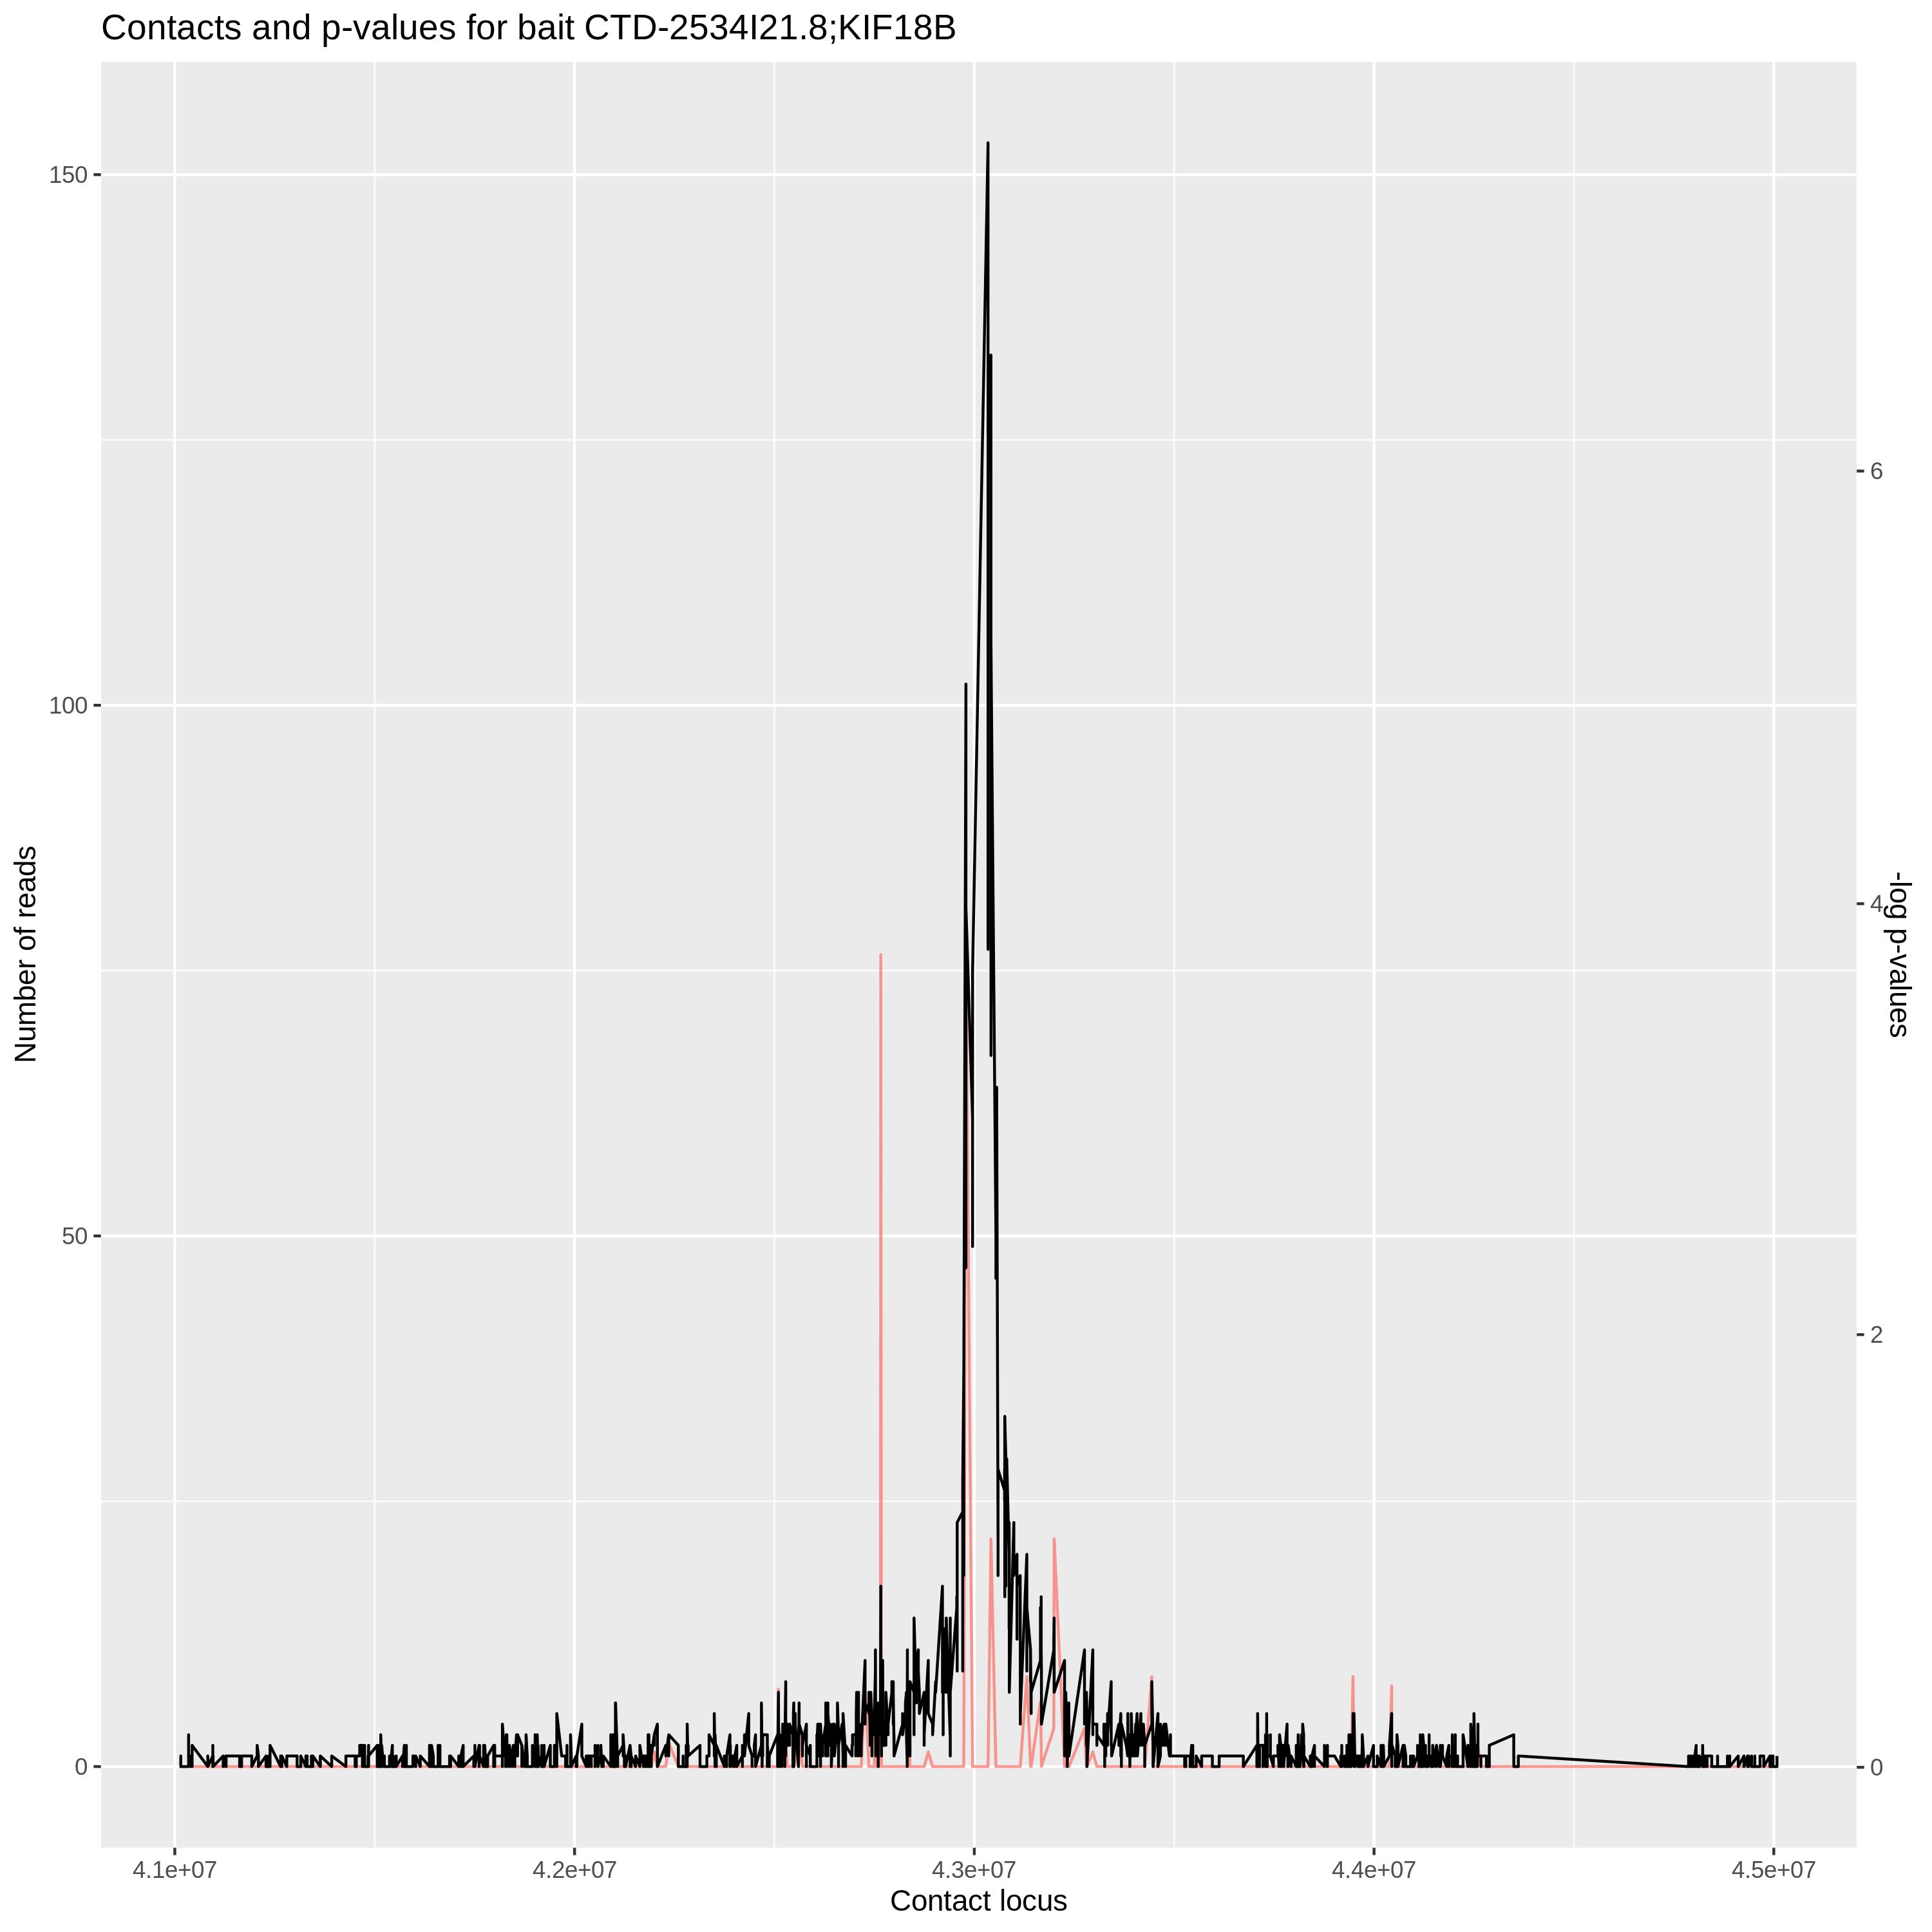 Contacts and p-values for bait CTD-2534I21.8;KIF18B
150
100
50
0
Number of reads
6
4
2
0
-log p-values
4.1e+07
4.2e+07
4.3e+07
4.4e+07
4.5e+07
Contact locus